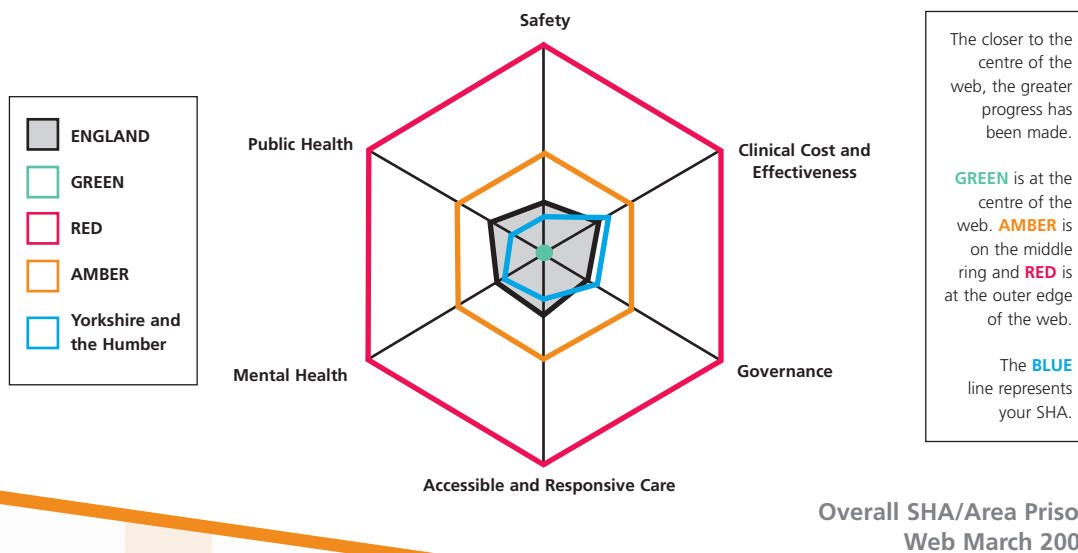 Safety
Public Health
Clinical Cost and
Effectiveness
Governance
Accessible and Responsive Care
Mental Health
ENGLAND
GREEN
RED
AMBER
Yorkshire and
the Humber
The closer to the
centre of the
web, the greater
progress has
been made.
GREEN is at the
centre of the
web. AMBER is
on the middle
ring and RED is
at the outer edge
of the web.
The BLUE
line represents
your SHA.
Overall SHA/Area
Web March